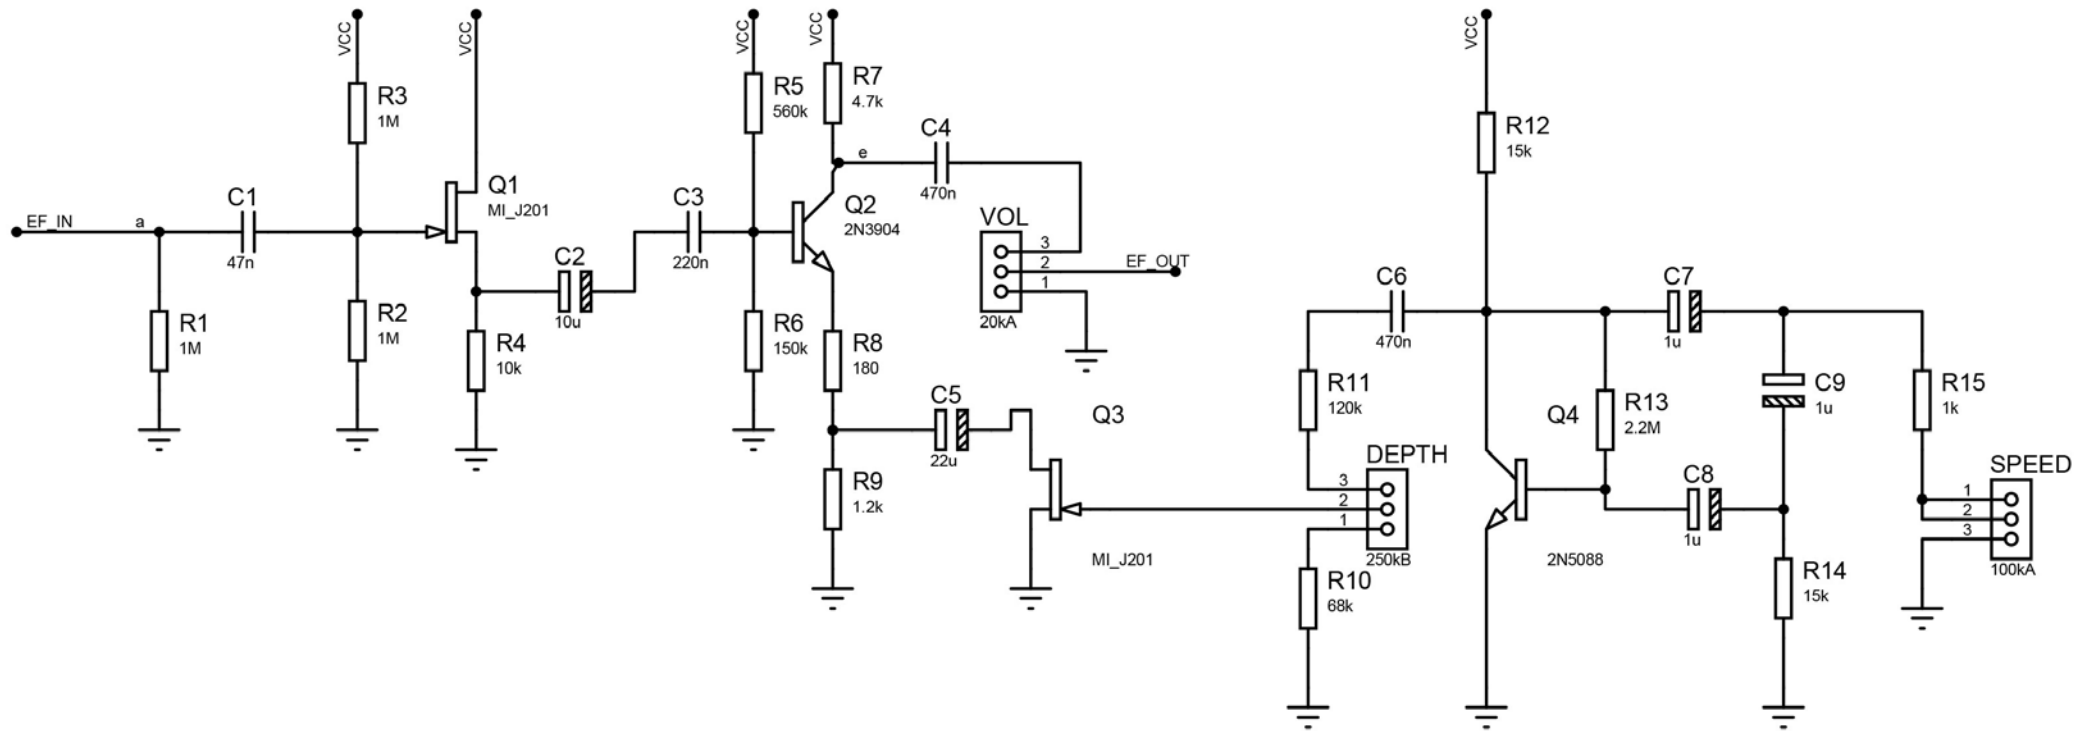 VCC
VCC
VCC
VCC
VCC
R3
1M
R5
560k
R7
4.7k
C4
e
470n
R12
15k
C1
EF_IN
a
47n
Q1
MI_J201
C3
220n
Q2
2N3904
VOL
3
2
1
EF_OUT
20kA
C2
10u
R1
1M
R2
1M
R4
10k
R6
150k
R8
180
C6
470n
C7
1u
R11
120k
C9
1u
R15
1k
C5
22u
Q3
Q4
R13
2.2M
DEPTH
3
2
1
250kB
R9
1.2k
C8
1u
SPEED
1
2
3
100kA
MI_J201
2N5088
R10
68k
R14
15k